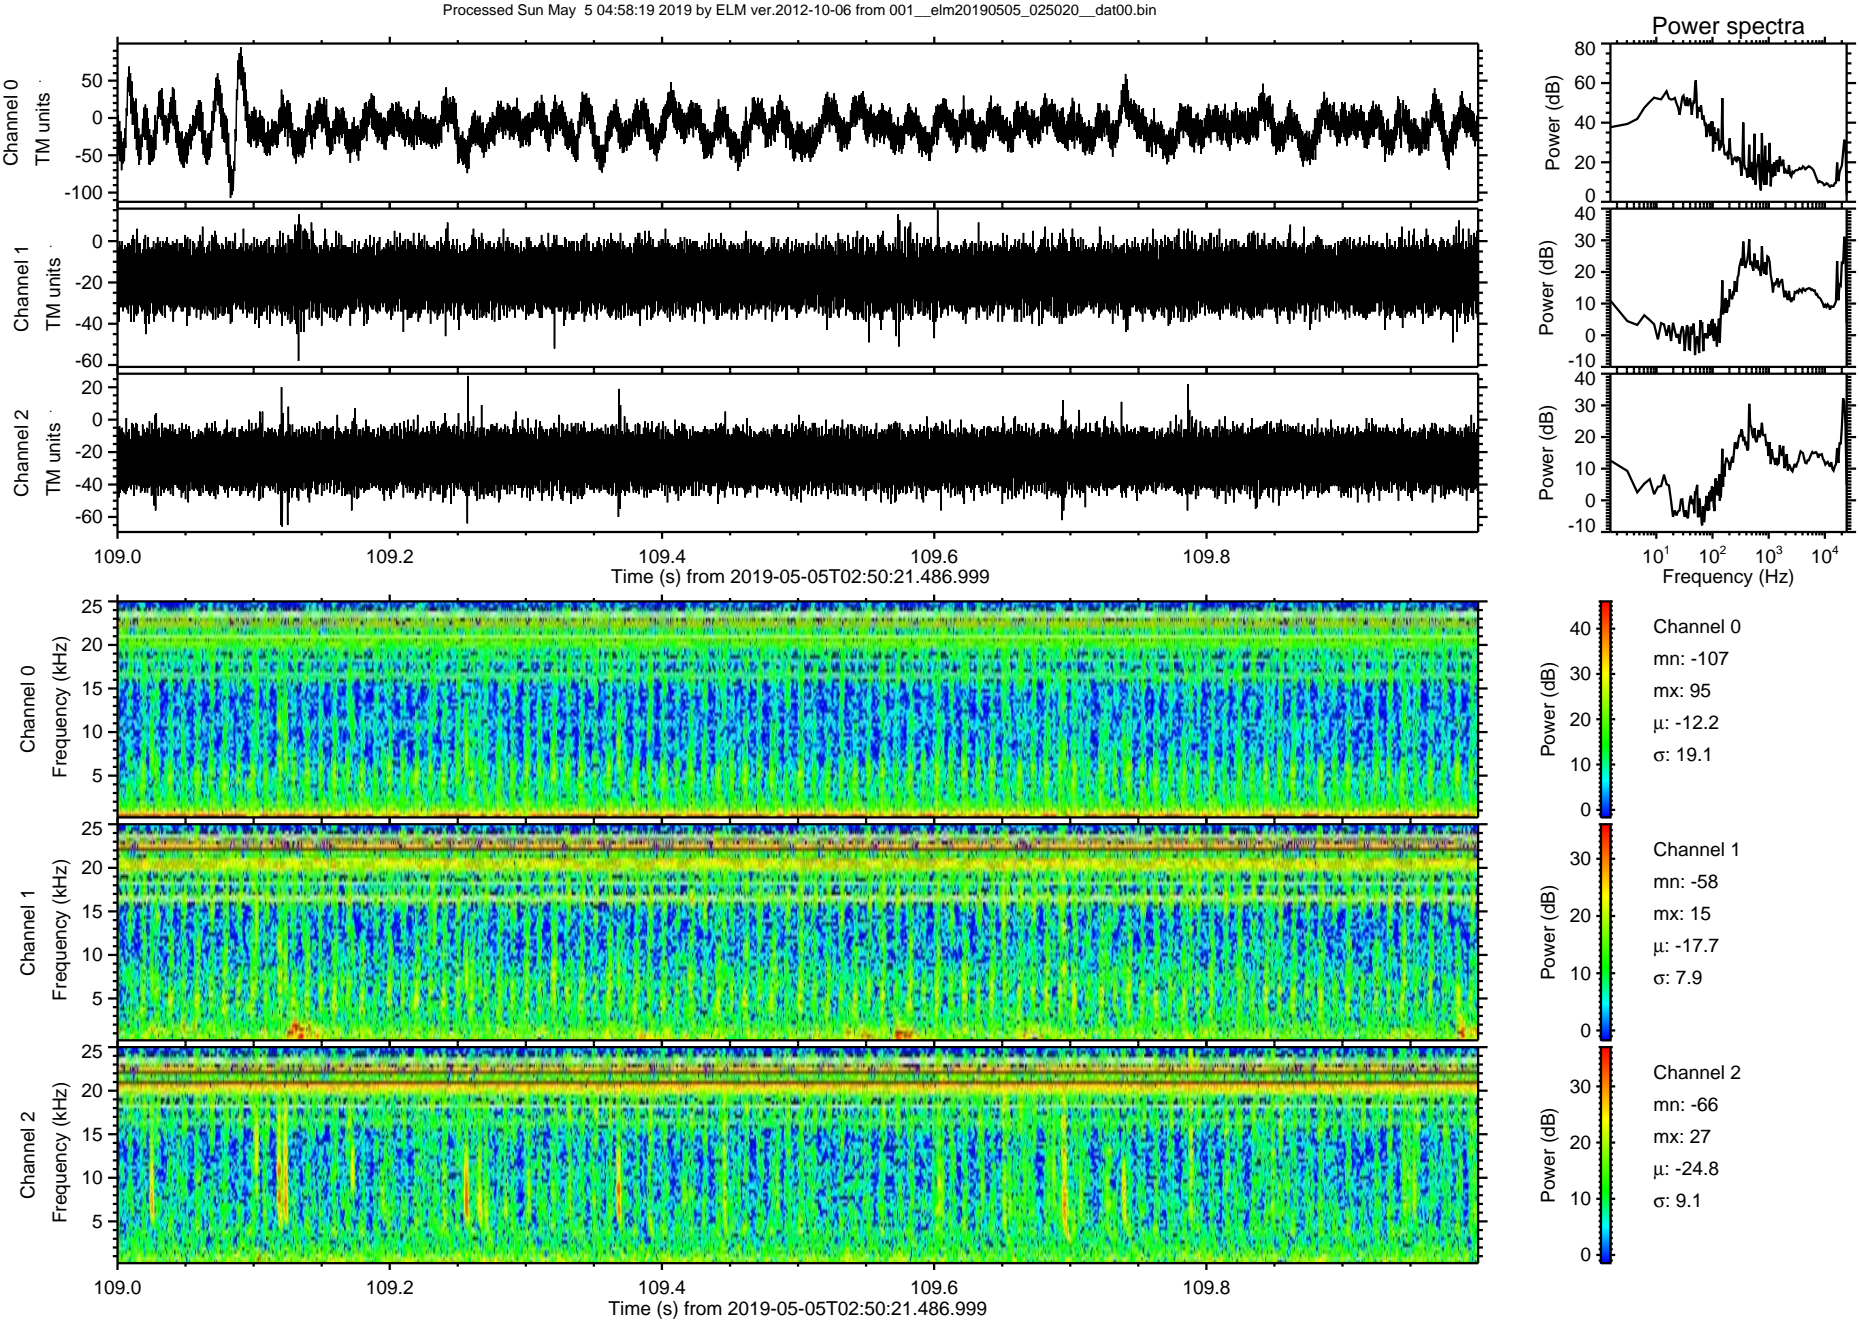 Processed Sun May  5 04:58:19 2019 by ELM ver.2012-10-06 from 001__elm20190505_025020__dat00.bin
Power spectra
Channel 0
TM units
50
0
-50
-100
Power (dB)
80
60
40
20
0
Channel 1
TM units
0
-20
-40
-60
Power (dB)
40
30
20
10
0
-10
Channel 2
TM units
20
0
-20
-40
-60
Power (dB)
40
30
20
10
0
-10
109.0 109.2 109.4 109.6 109.8
Time (s) from 2019-05-05T02:50:21.486.999
10¹ 10² 10³ 10⁴
Frequency (Hz)
Channel 0
Frequency (kHz)
25
20
15
10
5
Power (dB)
40
30
20
10
0
Channel 0
mn: -107
mx: 95
μ: -12.2
σ: 19.1
Channel 1
Frequency (kHz)
25
20
15
10
5
Power (dB)
30
20
10
0
Channel 1
mn: -58
mx: 15
μ: -17.7
σ: 7.9
Channel 2
Frequency (kHz)
25
20
15
10
5
Power (dB)
30
20
10
0
Channel 2
mn: -66
mx: 27
μ: -24.8
σ: 9.1
109.0 109.2 109.4 109.6 109.8
Time (s) from 2019-05-05T02:50:21.486.999